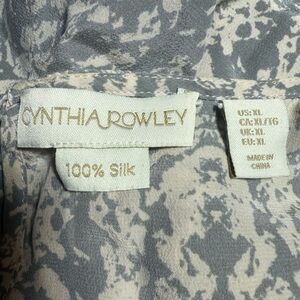 CYNTHIA ROWLEY
100% Silk
US: XL
CA: XL/TG
UK: XL
EU: XL
MADE IN
CHINA